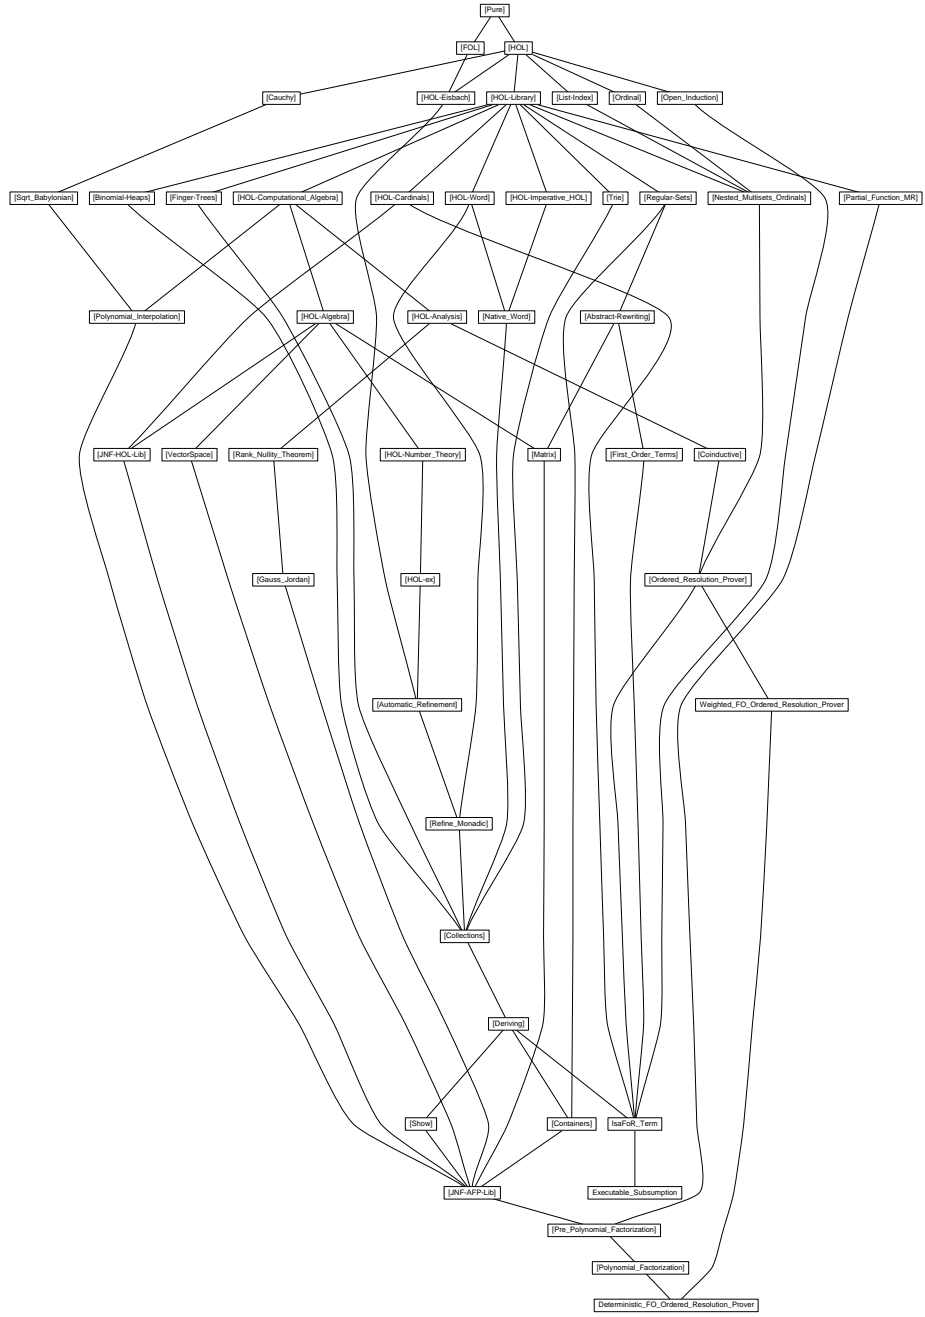 [Pure]
[FOL]
[HOL]
[Cauchy]
[HOL-Eisbach]
[HOL-Library]
[List-Index]
[Ordinal]
[Open_Induction]
[Sqrt_Babylonian]
[Binomial-Heaps]
[Finger-Trees]
[HOL-Computational_Algebra]
[HOL-Cardinals]
[HOL-Word]
[HOL-Imperative_HOL]
[Trie]
[Regular-Sets]
[Nested_Multisets_Ordinals]
[Partial_Function_MR]
[Polynomial_Interpolation]
[HOL-Algebra]
[HOL-Analysis]
[Native_Word]
[Abstract-Rewriting]
[JNF-HOL-Lib]
[VectorSpace]
[Rank_Nullity_Theorem]
[HOL-Number_Theory]
[Matrix]
[First_Order_Terms]
[Coinductive]
[Gauss_Jordan]
[HOL-ex]
[Ordered_Resolution_Prover]
[Automatic_Refinement]
Weighted_FO_Ordered_Resolution_Prover
[Refine_Monadic]
[Collections]
[Deriving]
[Show]
[Containers]
IsaFoR_Term
[JNF-AFP-Lib]
Executable_Subsumption
[Pre_Polynomial_Factorization]
[Polynomial_Factorization]
Deterministic_FO_Ordered_Resolution_Prover